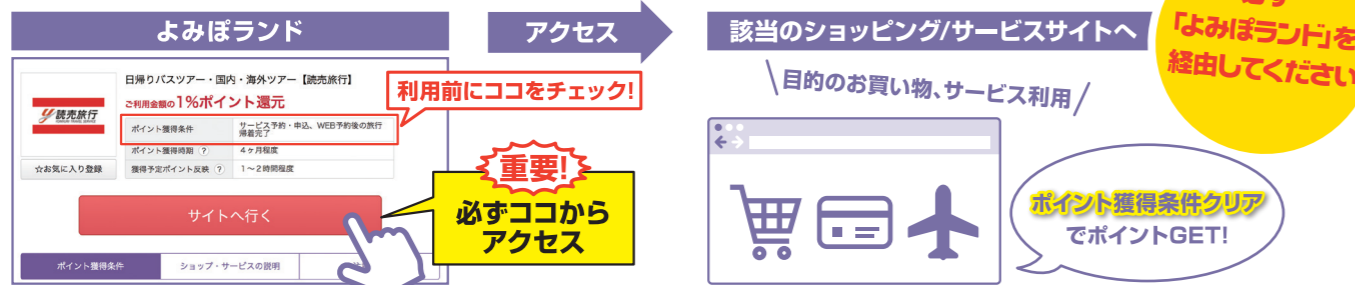 よみぽランド
アクセス
該当のショッピング/サービスサイトへ
「よみぽランド」を
経由してください
日帰りバスツアー・国内・海外ツアー【読売旅行】
ご利用金額の1%ポイント還元
読売旅行
YOMIURI TRAVEL SERVICE
ポイント獲得条件
サービス予約・申込、WEB予約後の旅行
帰着完了
ポイント獲得時期 ?
4ヶ月程度
獲得予定ポイント反映 ?
1〜2時間程度
☆お気に入り登録
利用前にココをチェック!
サイトへ行く
重要!
必ずココから
アクセス
ポイント獲得条件
ショップ・サービスの説明
\目的のお買い物、サービス利用/
ポイント獲得条件クリア
でポイントGET!